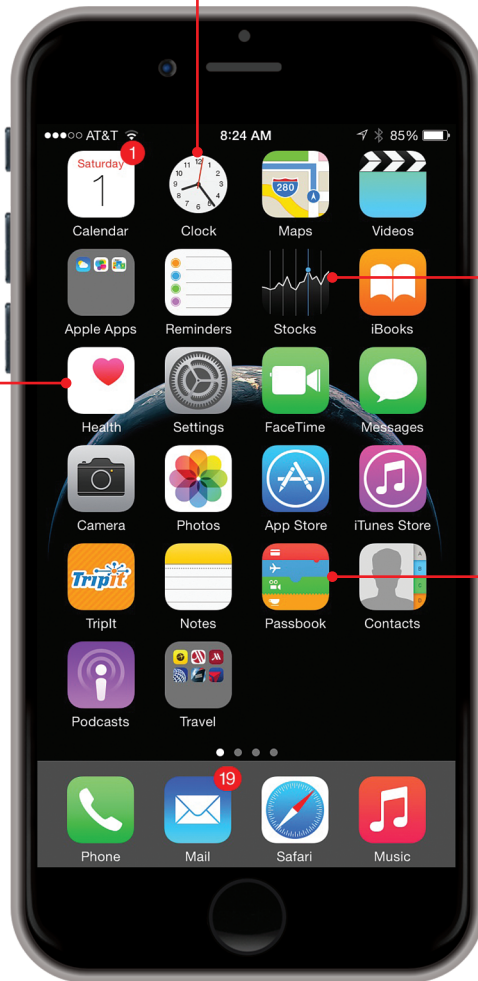 AT&T 8:24 AM 85%
Saturday 1
1 12 280
Calendar Clock Maps Videos
Apple Apps Reminders Stocks iBooks
Health Settings FaceTime Messages
Camera Photos App Store iTunes Store
TripIt
TripIt Notes Passbook Contacts
Podcasts Travel
19
Phone Mail Safari Music